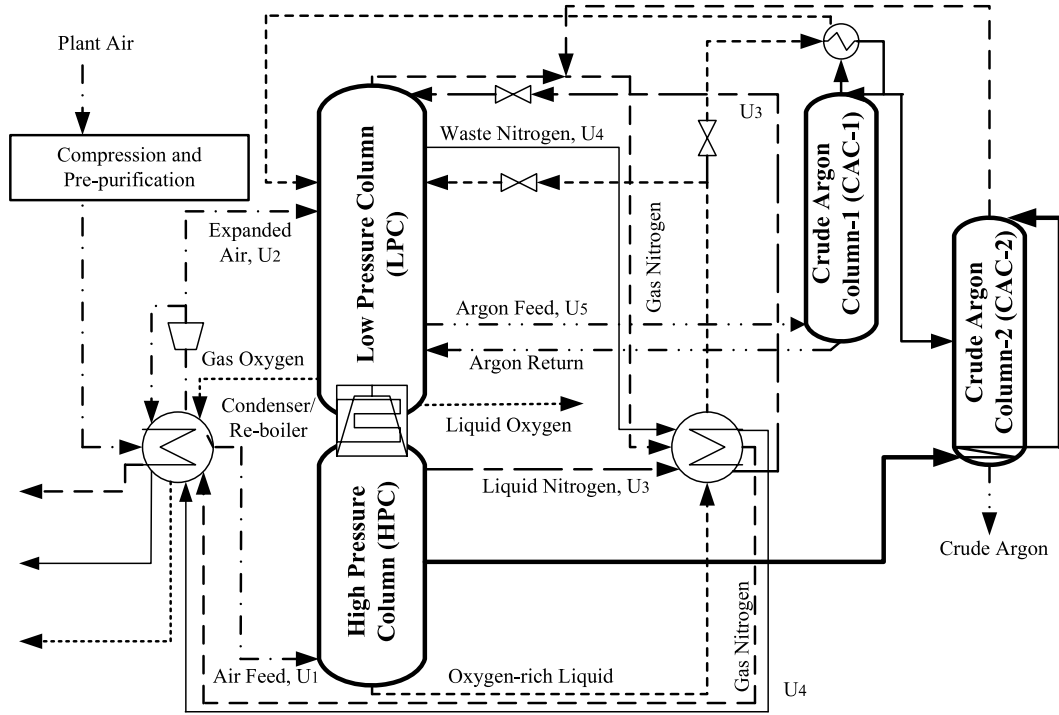 Plant Air
Compression and
Pre-purification
Expanded
Air, U2
Gas Oxygen
Condenser/
Re-boiler
Air Feed, U1
Low Pressure Column
(LPC)
High Pressure
Column (HPC)
Waste Nitrogen, U4
Argon Feed, U5
Argon Return
Liquid Oxygen
Liquid Nitrogen, U3
Oxygen-rich Liquid
Gas Nitrogen
Gas Nitrogen
U3
U4
Crude Argon
Column-1 (CAC-1)
Crude Argon
Column-2 (CAC-2)
Crude Argon